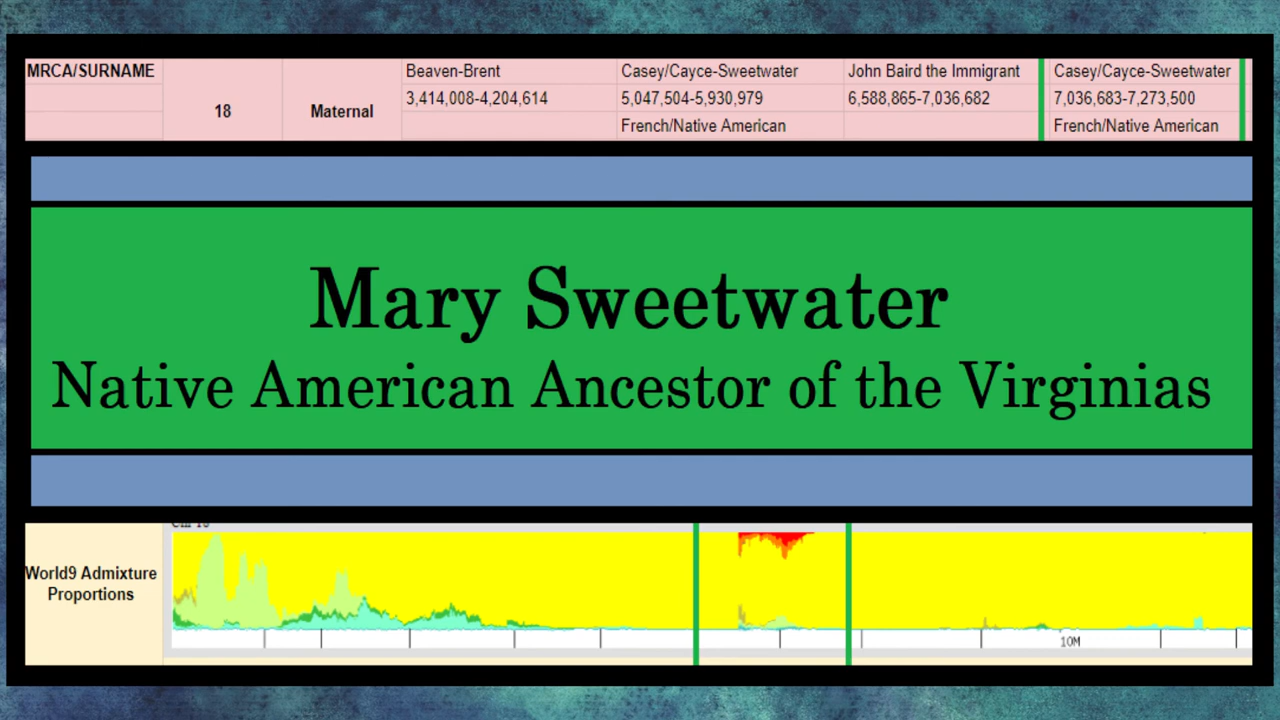 MRCA/SURNAME 18 Maternal
Beaven-Brent Casey/Cayce-Sweetwater John Baird the Immigrant Casey/Cayce-Sweetwater
3,414,008-4,204,614 5,047,504-5,930,979 6,588,865-7,036,682 7,036,683-7,273,500
French/Native American French/Native American
Mary Sweetwater
Native American Ancestor of the Virginias
World9 Admixture
Proportions
10M